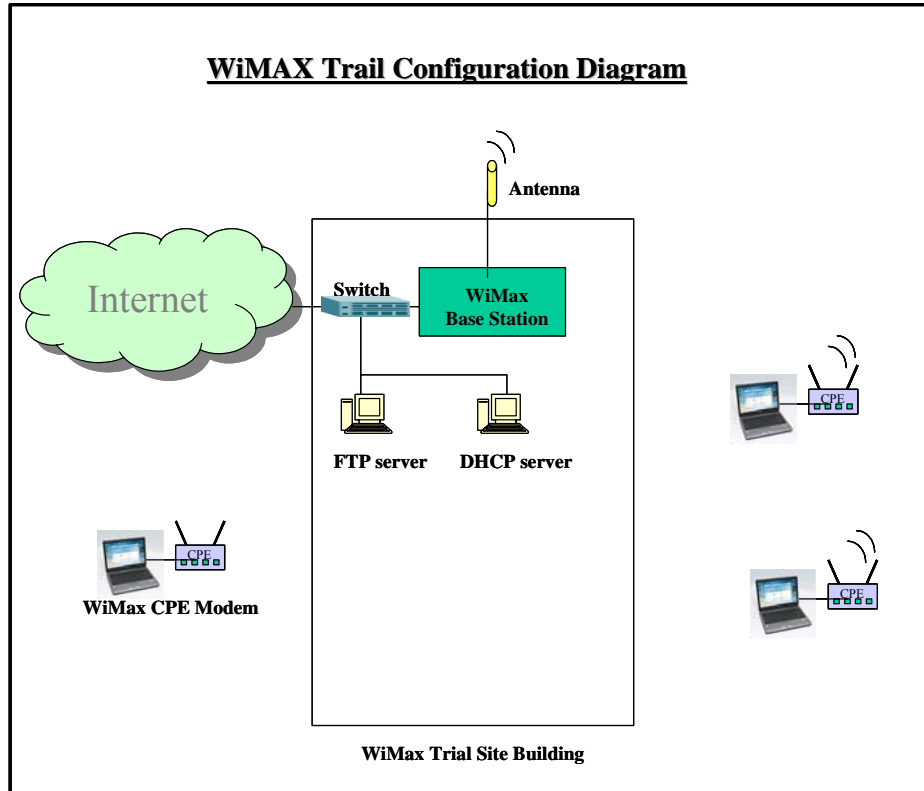 WiMAX Trail Configuration Diagram
Antenna
Internet
Switch
WiMax
Base Station
FTP server
DHCP server
CPE
CPE
WiMax CPE Modem
CPE
WiMax Trial Site Building